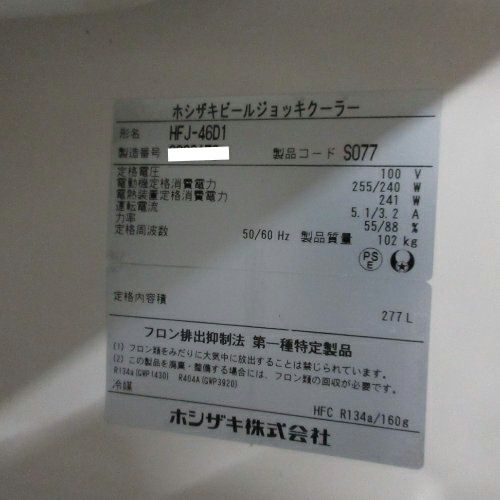 ホシザキビールジョッキクーラー
形名 HFJ-46D1
製造番号 製品コード S077
定格電圧 100 V
電動機定格消費電力 255/240 W
電熱装置定格消費電力 241 W
運転電流 5.1/3.2 A
力率 55/88 %
定格周波数 50/60 Hz 製品質量 102 kg
PS
E
定格内容積 277 L
フロン排出抑制法 第一種特定製品
(1) フロン類をみだりに大気中に放出することは禁じられています。
(2) この製品を廃棄・整備する場合には、フロン類の回収が必要です。
R134a(GWP1430) R404A(GWP3920)
冷媒 HFC R134a/160g
ホシザキ株式会社